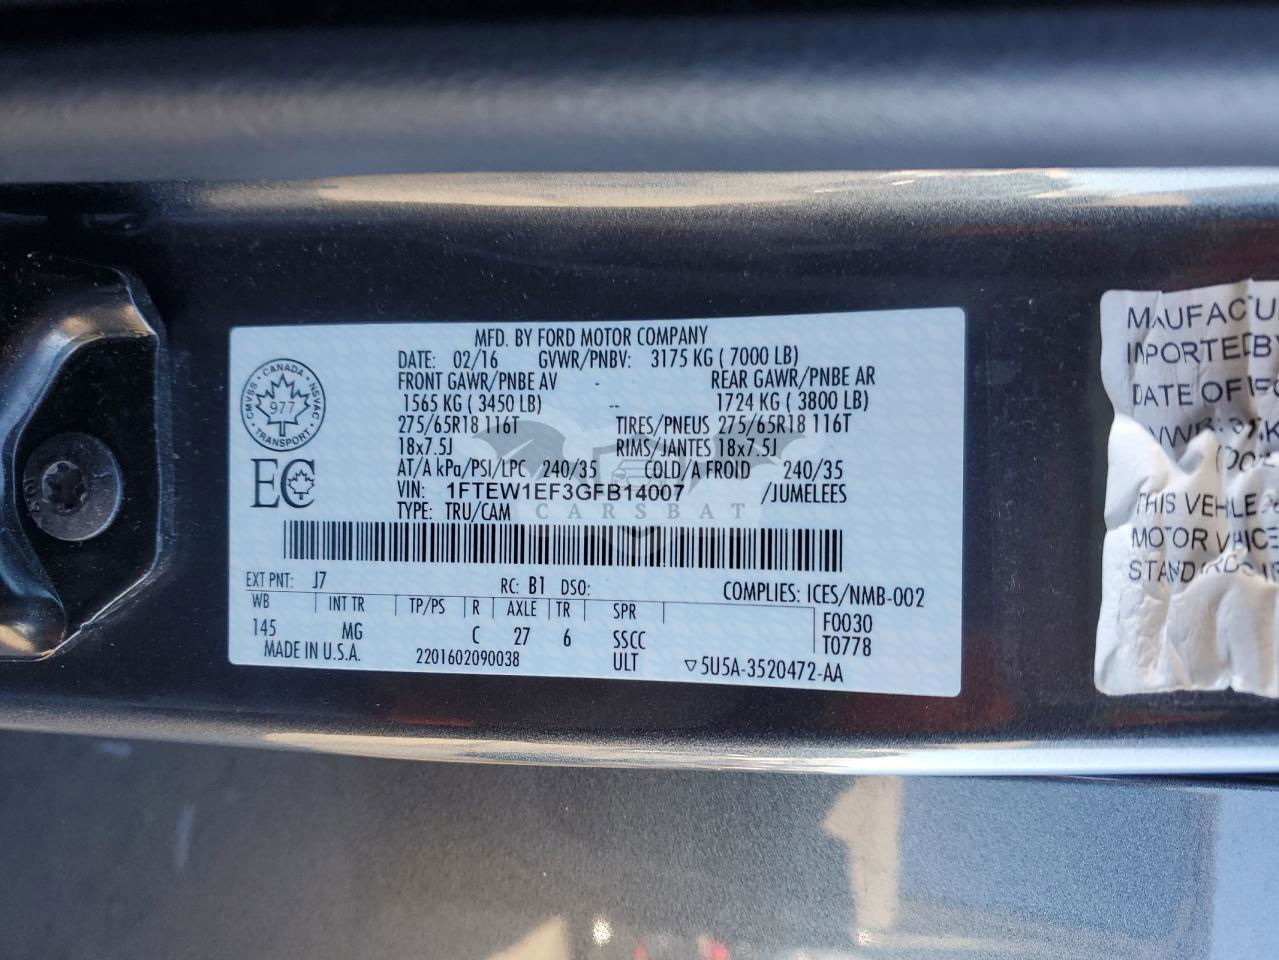 MFD. BY FORD MOTOR COMPANY
DATE: 02/16 GVWR/PNBV: 3175 KG ( 7000 LB)
FRONT GAWR/PNBE AV - REAR GAWR/PNBE AR
1565 KG ( 3450 LB) -- 1724 KG ( 3800 LB)
275/65R18 116T TIRES/PNEUS 275/65R18 116T
18x7.5J RIMS/JANTES 18x7.5J
AT/A kPa/PSI/LPC 240/35 COLD/A FROID 240/35
VIN: 1FTEW1EF3GFB14007 /JUMELEES
TYPE: TRU/CAM
CARSBAT
CMVSS • CANADA • NSVAC • TRANSPORT •
977
EC
EXT PNT: J7 RC: B1 DSO: COMPLIES: ICES/NMB-002
WB INT TR TP/PS R AXLE TR SPR F0030
145 MG C 27 6 SSCC T0778
MADE IN U.S.A. 2201602090038 ULT ▽5U5A-3520472-AA
IMPORTED BY
DATE OF
THIS VEHICLE
MOTOR